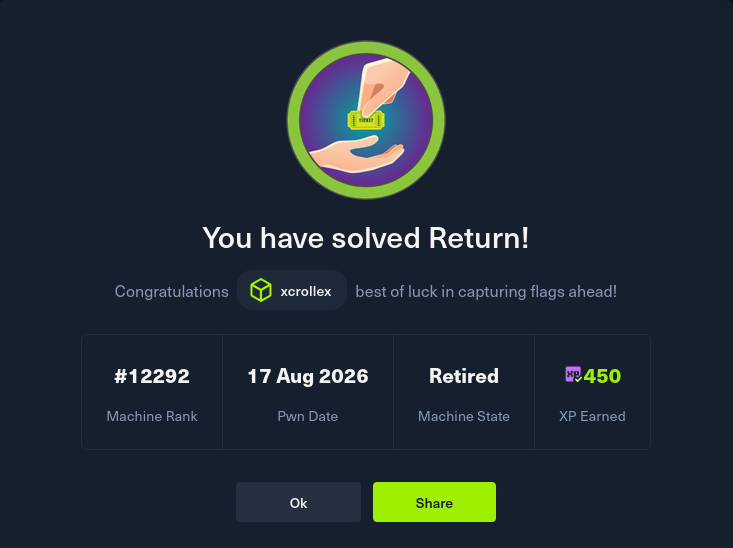 TICKET
You have solved Return!
Congratulations xcrollex best of luck in capturing flags ahead!
#12292 17 Aug 2026 Retired XP 450
Machine Rank Pwn Date Machine State XP Earned
Ok Share